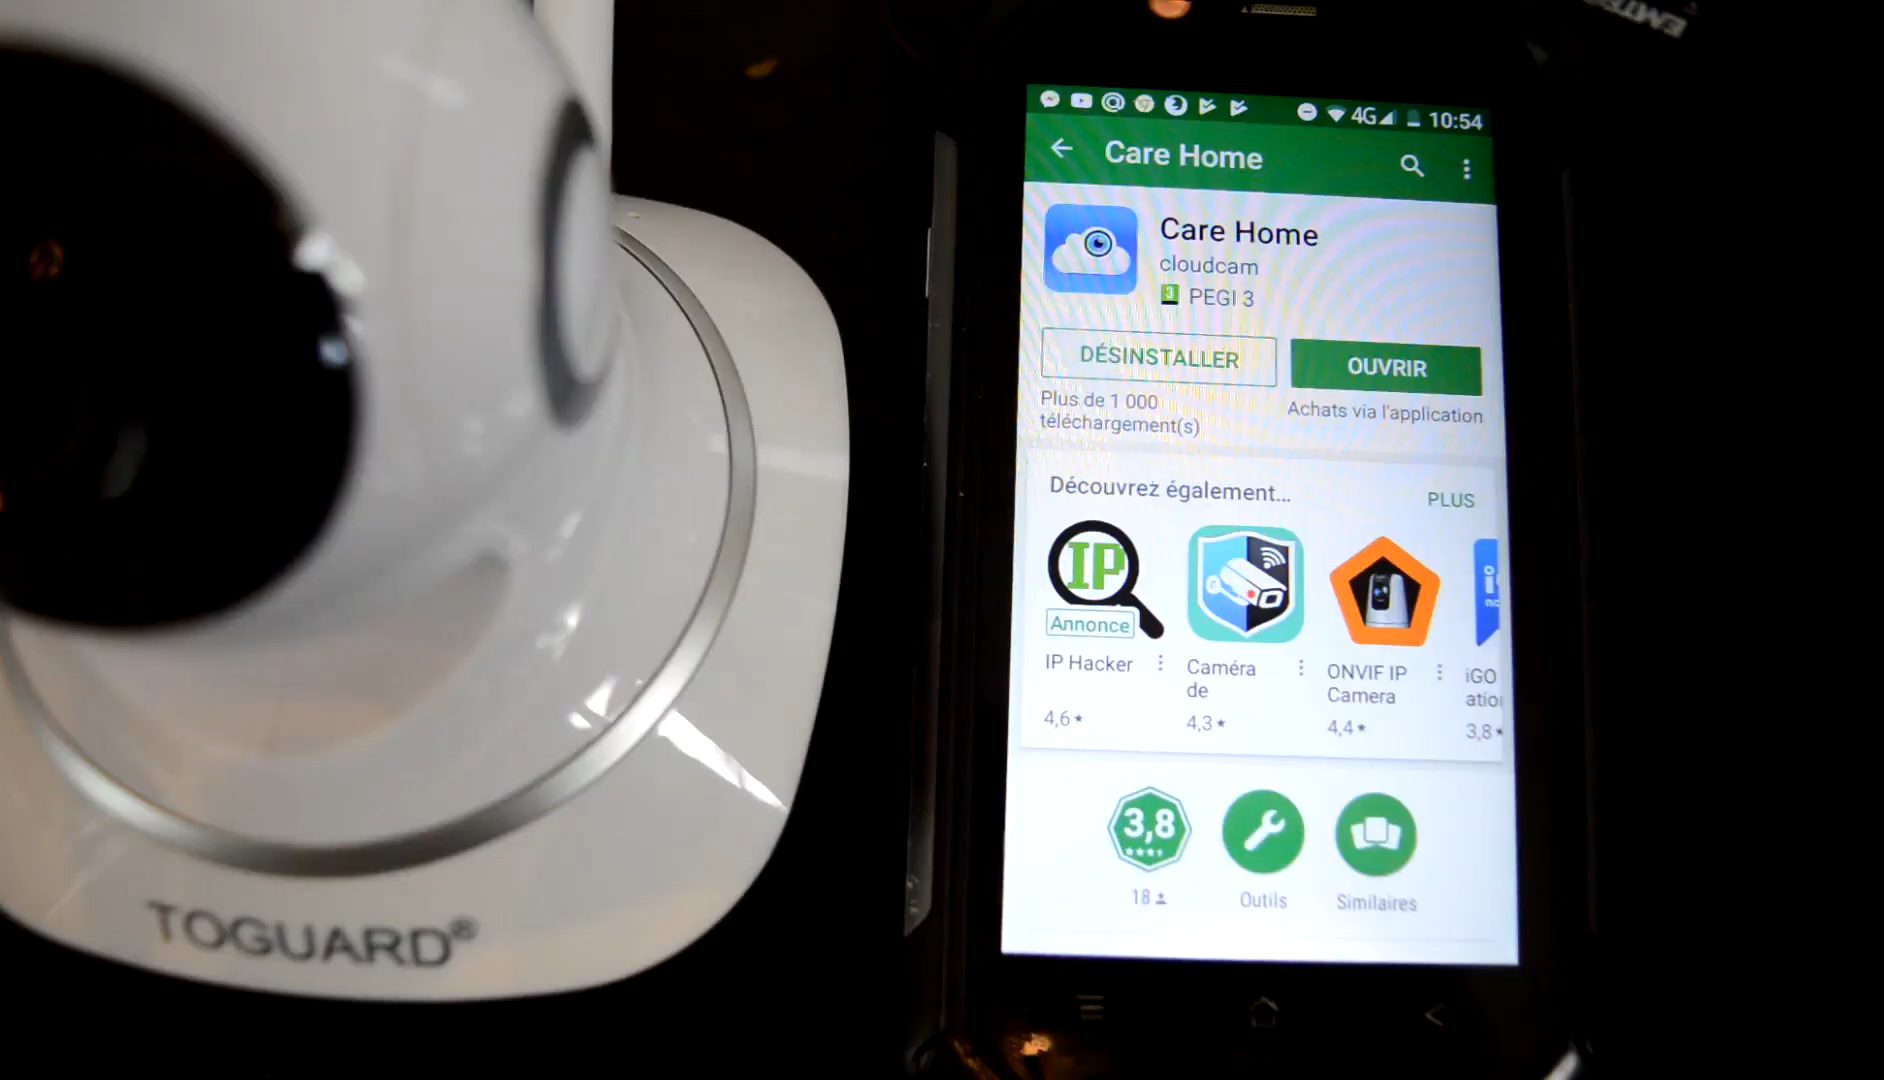 4G 10:54
Care Home
Care Home
cloudcam
3 PEGI 3
DÉSINSTALLER
OUVRIR
Plus de 1 000
téléchargement(s)
Achats via l'application
Découvrez également...
PLUS
IP
Annonce
IP Hacker
4,6★
Caméra
de
4,3★
ONVIF IP
Camera
4,4★
iGO
3,8★
3,8
18
Outils
Similaires
TOGUARD®